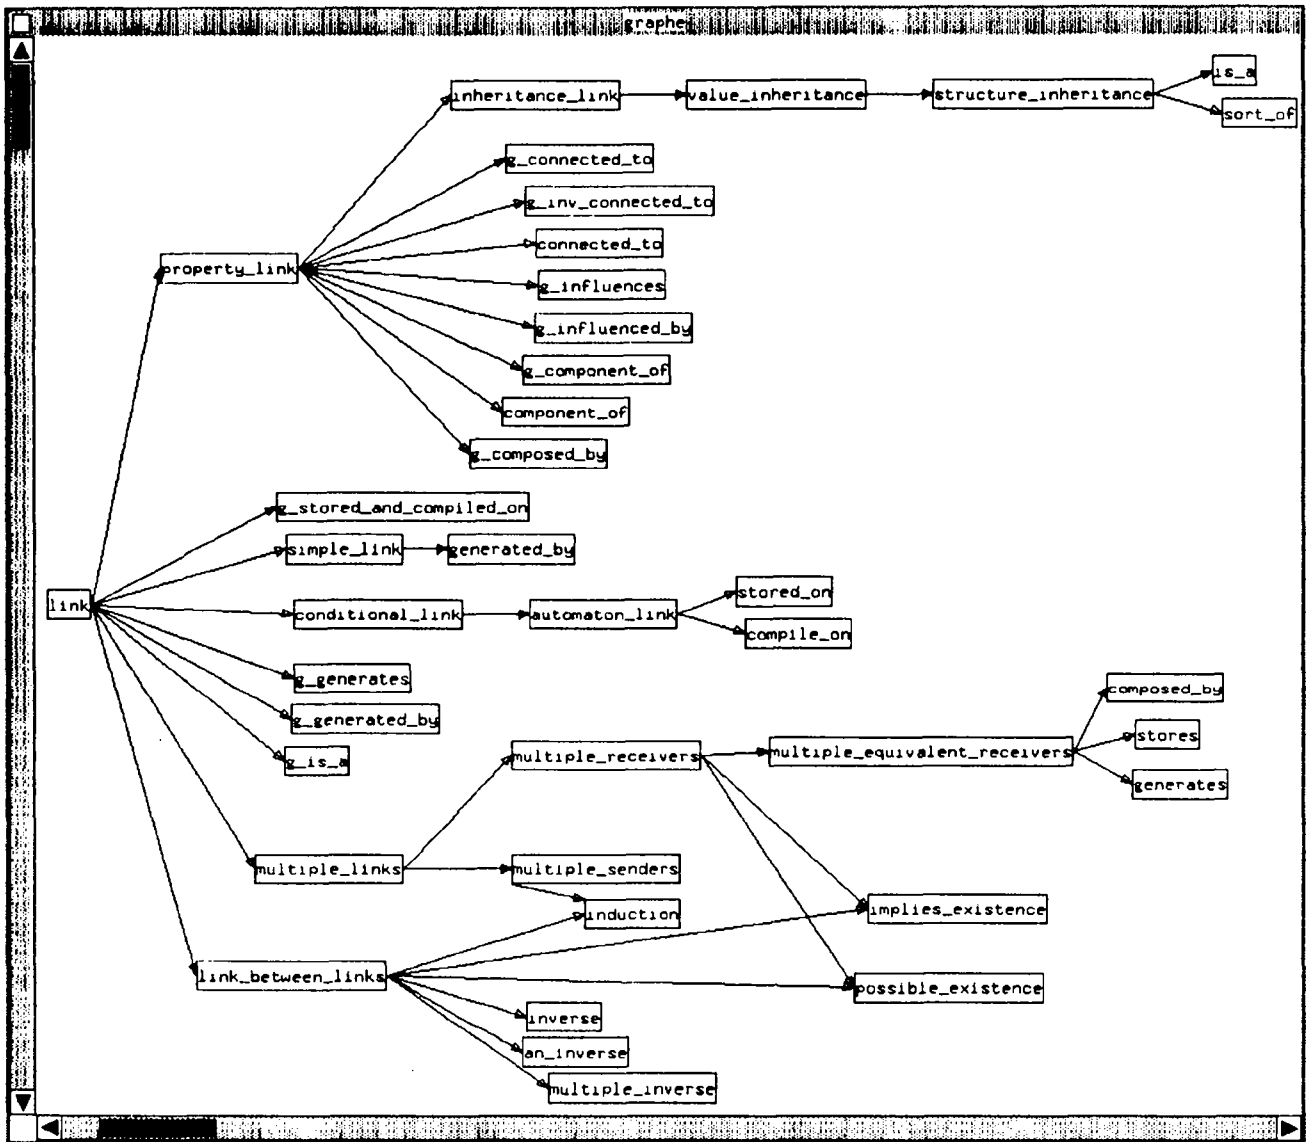 graphe
is_a
inheritance_link
value_inheritance
structure_inheritance
sort_of
g_connected_to
g_inv_connected_to
connected_to
property_link
g_influences
g_influenced_by
g_component_of
component_of
g_composed_by
g_stored_and_compiled_on
simple_link
generated_by
link
conditional_link
automaton_link
stored_on
compile_on
g_generates
composed_by
g_generated_by
stores
g_is_a
multiple_receivers
multiple_equivalent_receivers
generates
multiple_links
multiple_senders
induction
implies_existence
link_between_links
possible_existence
inverse
an_inverse
multiple_inverse